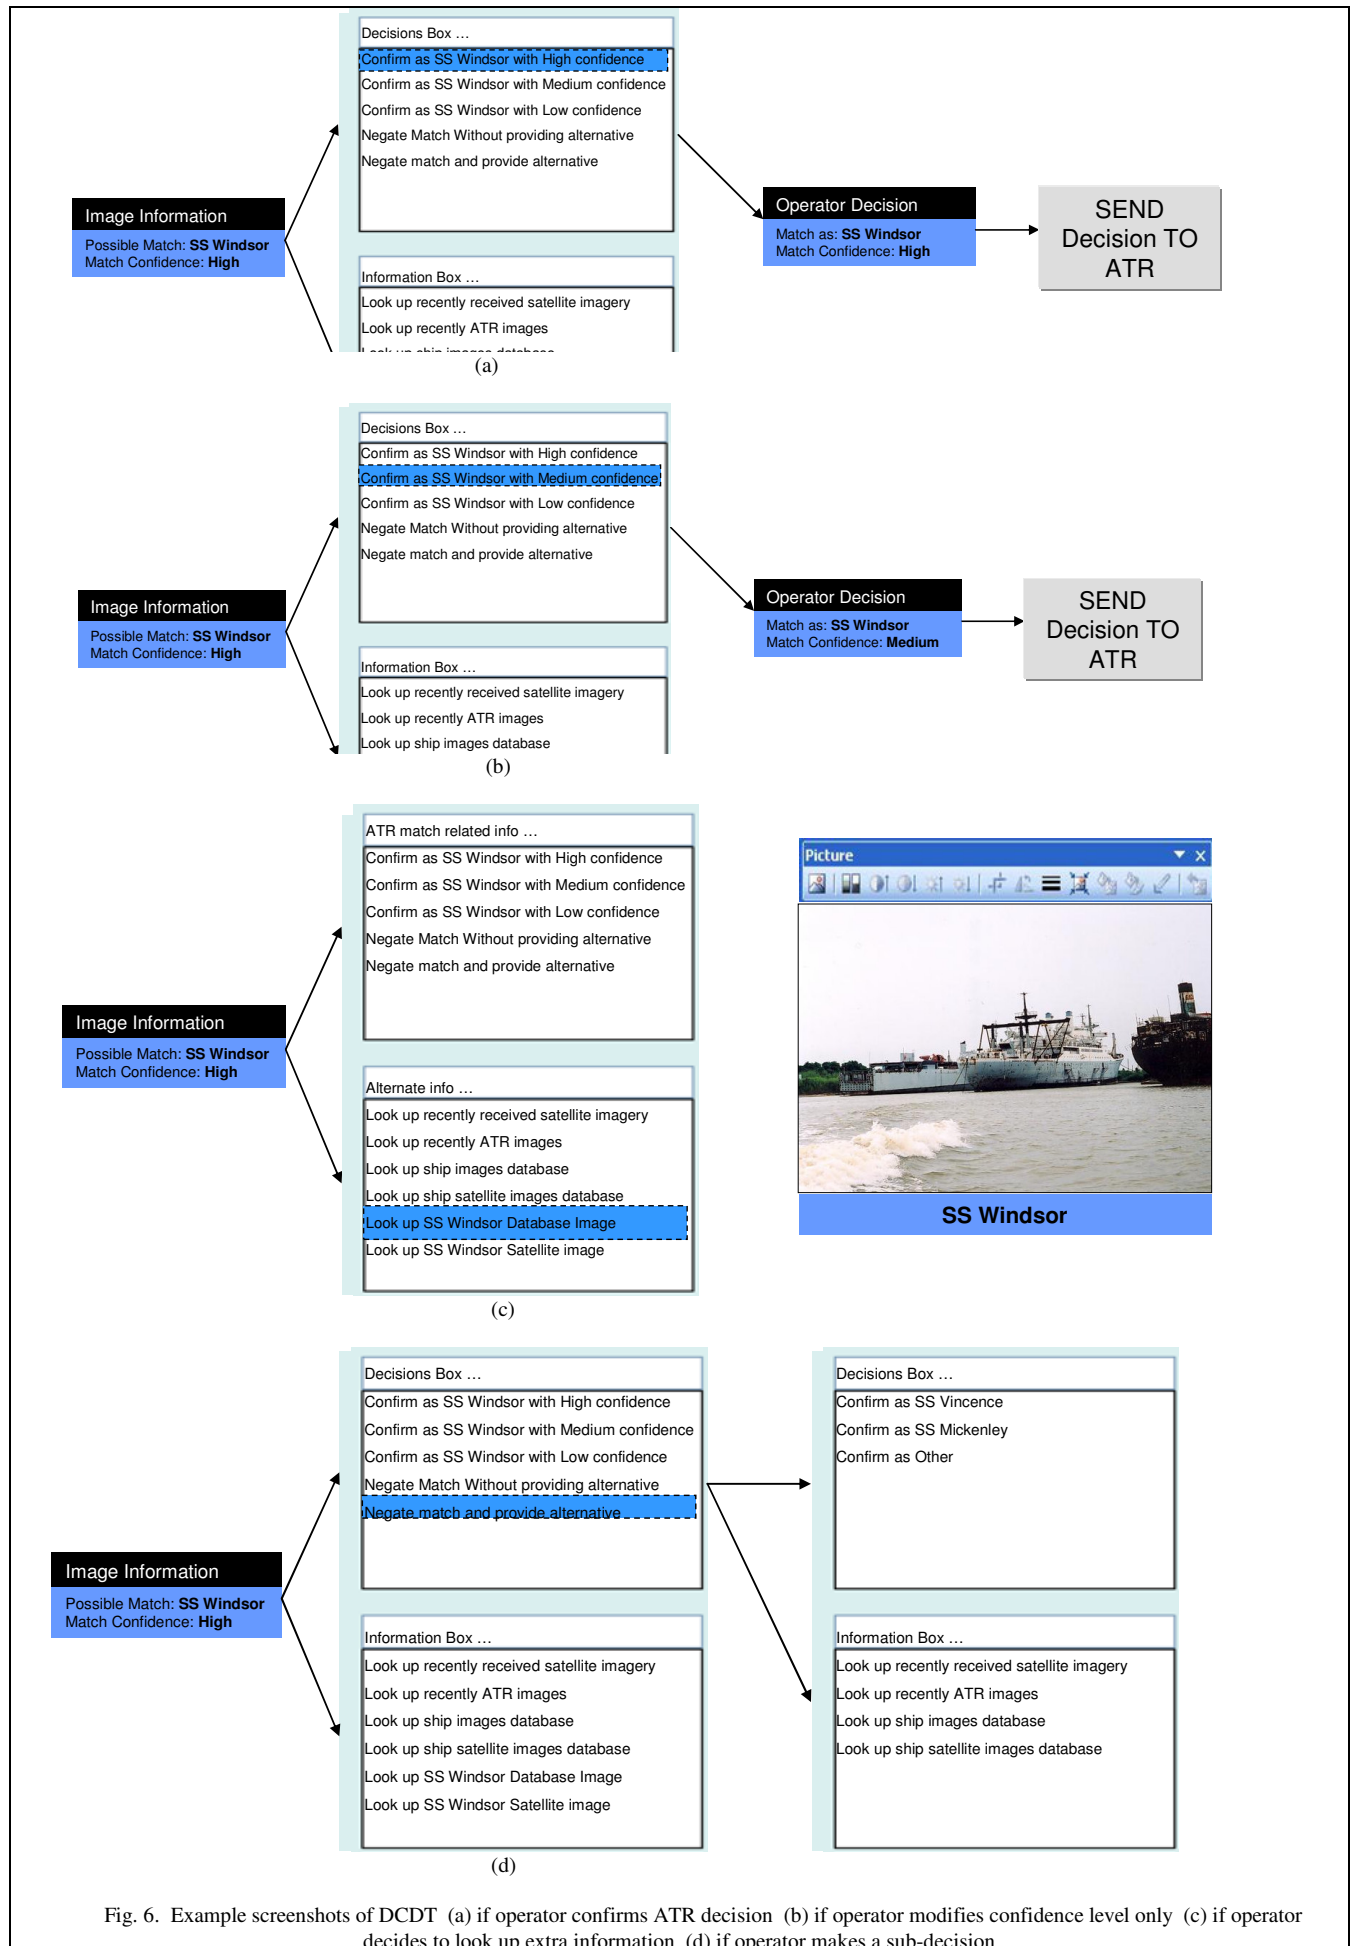 Decisions Box …
Confirm as SS Windsor with High confidence
Confirm as SS Windsor with Medium confidence
Confirm as SS Windsor with Low confidence
Negate Match Without providing alternative
Negate match and provide alternative
Image Information
Possible Match: SS Windsor
Match Confidence: High
Operator Decision
Match as: SS Windsor
Match Confidence: High
SEND
Decision TO
ATR
Information Box …
Look up recently received satellite imagery
Look up recently ATR images
Look up ship images database
(a)
Decisions Box …
Confirm as SS Windsor with High confidence
Confirm as SS Windsor with Medium confidence
Confirm as SS Windsor with Low confidence
Negate Match Without providing alternative
Negate match and provide alternative
Image Information
Possible Match: SS Windsor
Match Confidence: High
Operator Decision
Match as: SS Windsor
Match Confidence: Medium
SEND
Decision TO
ATR
Information Box …
Look up recently received satellite imagery
Look up recently ATR images
Look up ship images database
(b)
ATR match related info …
Confirm as SS Windsor with High confidence
Confirm as SS Windsor with Medium confidence
Confirm as SS Windsor with Low confidence
Negate Match Without providing alternative
Negate match and provide alternative
Image Information
Possible Match: SS Windsor
Match Confidence: High
Alternate info …
Look up recently received satellite imagery
Look up recently ATR images
Look up ship images database
Look up ship satellite images database
Look up SS Windsor Database Image
Look up SS Windsor Satellite image
Picture
SS Windsor
(c)
Decisions Box …
Confirm as SS Windsor with High confidence
Confirm as SS Windsor with Medium confidence
Confirm as SS Windsor with Low confidence
Negate Match Without providing alternative
Negate match and provide alternative
Decisions Box …
Confirm as SS Vincence
Confirm as SS Mickenley
Confirm as Other
Image Information
Possible Match: SS Windsor
Match Confidence: High
Information Box …
Look up recently received satellite imagery
Look up recently ATR images
Look up ship images database
Look up ship satellite images database
Look up SS Windsor Database Image
Look up SS Windsor Satellite image
Information Box …
Look up recently received satellite imagery
Look up recently ATR images
Look up ship images database
Look up ship satellite images database
(d)
Fig. 6. Example screenshots of DCDT (a) if operator confirms ATR decision (b) if operator modifies confidence level only (c) if operator
decides to look up extra information (d) if operator makes a sub-decision